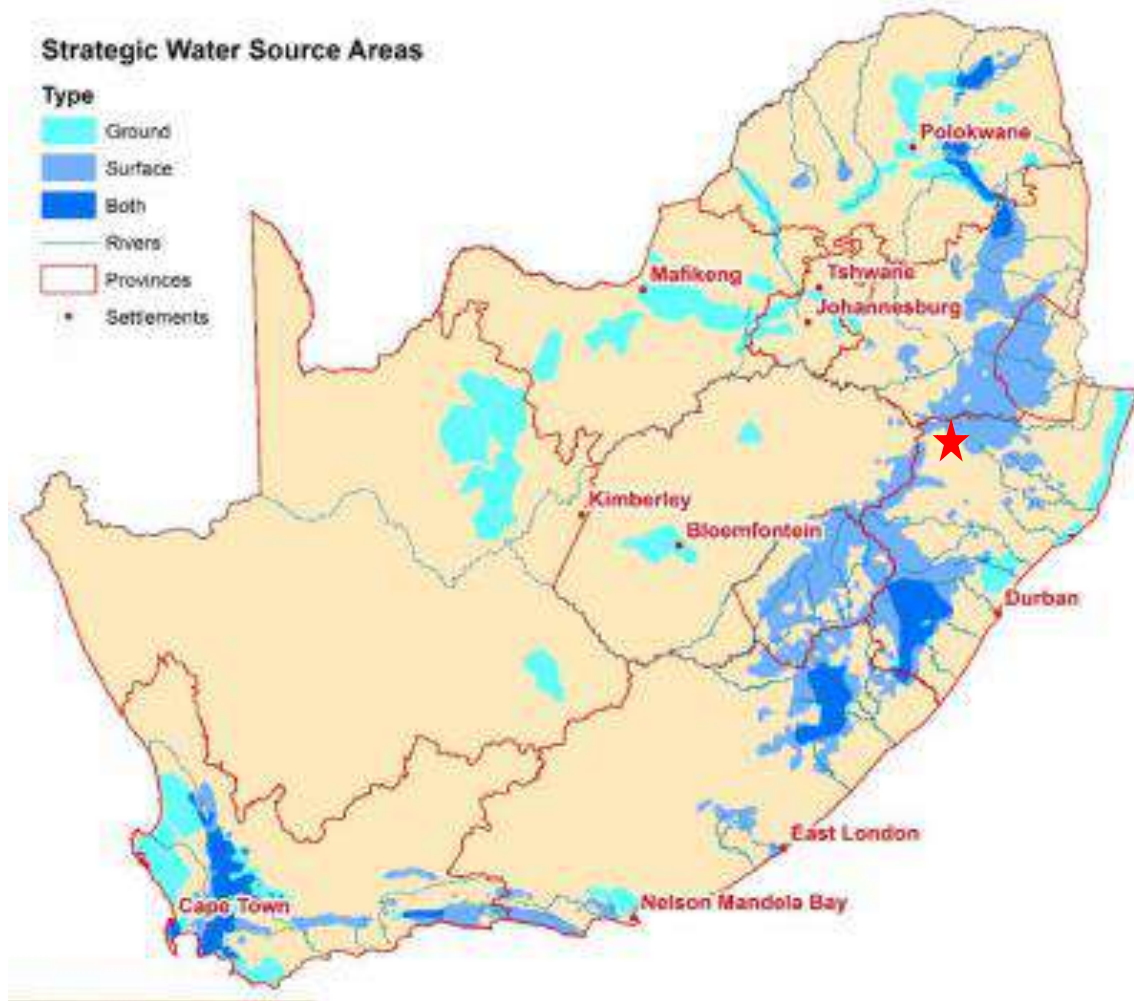 Strategic Water Source Areas
Type
Ground
Surface
Both
Rivers
Provinces
Settlements
Polokwane
Mafikeng
Tshwane
Johannesburg
Kimberley
Bloemfontein
Durban
East London
Cape Town
Nelson Mandela Bay